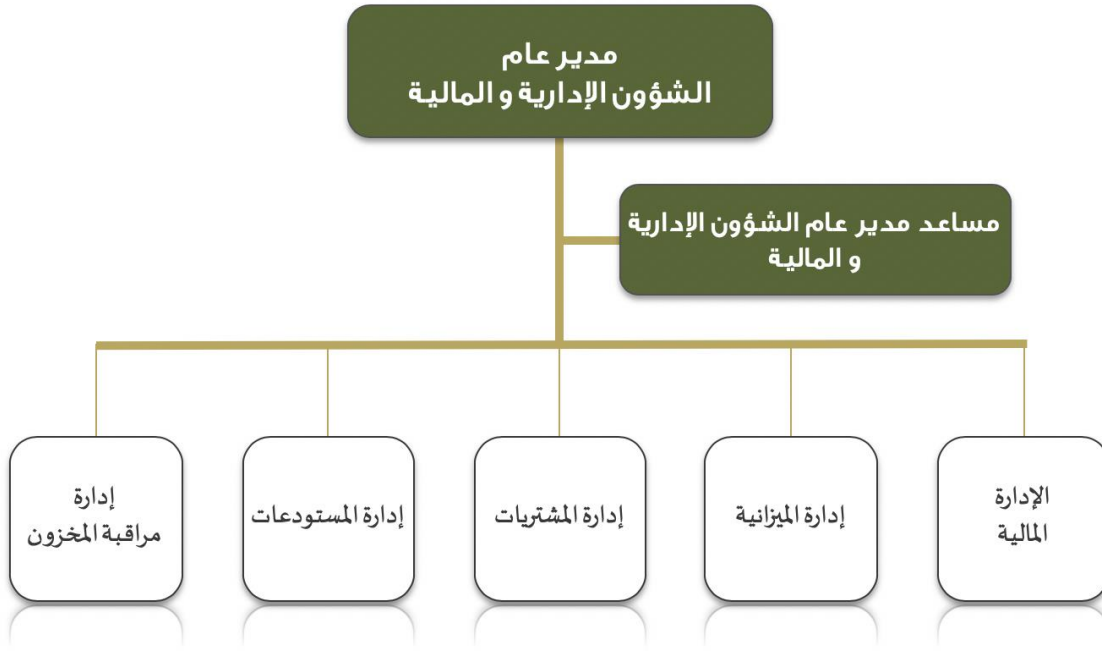 مدير عام
الشؤون الإدارية و المالية
مساعد مدير عام الشؤون الإدارية
و المالية
الإدارة
المالية
إدارة الميزانية
إدارة المشتريات
إدارة المستودعات
إدارة
مراقبة المخزون